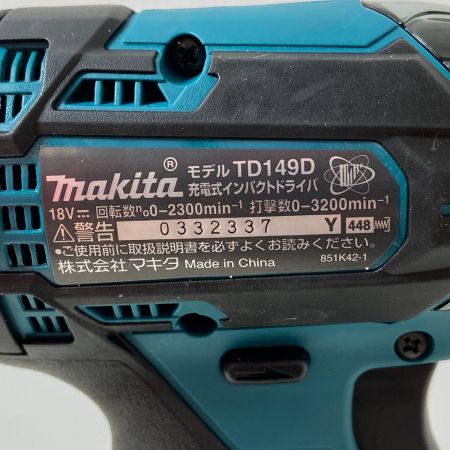 makita® モデル TD149D
充電式インパクトドライバ
18V 回転数n₀0-2300min⁻¹ 打撃数0-3200min⁻¹
警告 0332337 Y 448
●ご使用前に取扱説明書を必ずよくお読みください。
株式会社マキタ Made in China 851K42-1